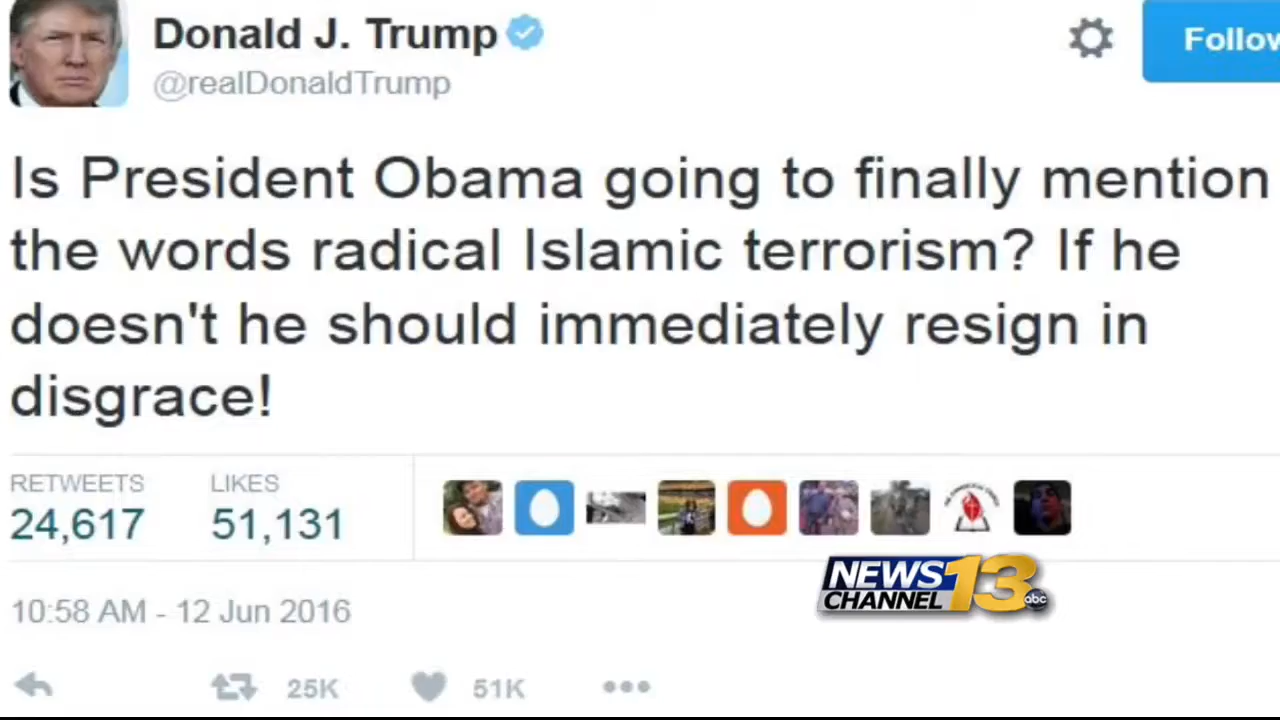 Donald J. Trump
@realDonaldTrump
Follow
Is President Obama going to finally mention
the words radical Islamic terrorism? If he
doesn't he should immediately resign in
disgrace!
RETWEETS LIKES
24,617 51,131
NEWS 13
CHANNEL abc
10:58 AM - 12 Jun 2016
25K 51K